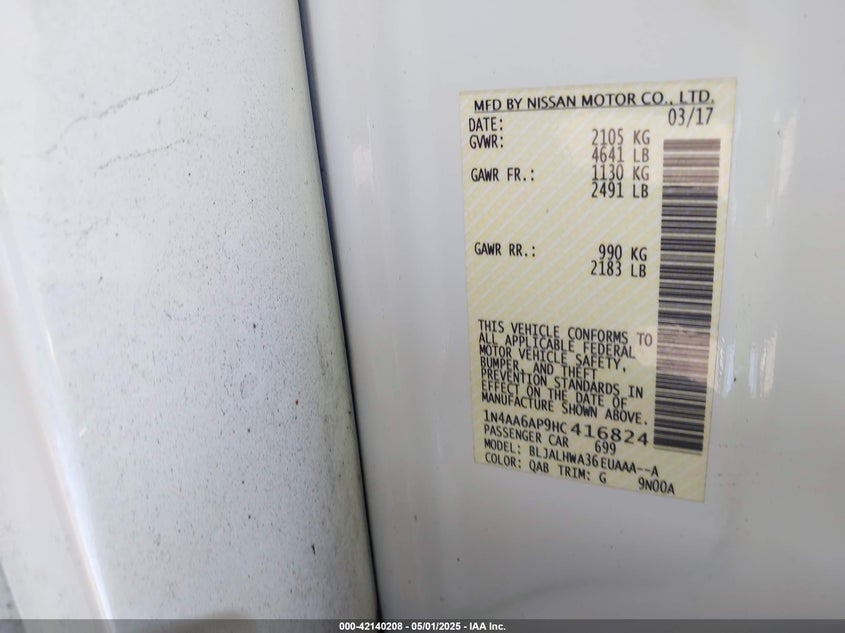 MFD BY NISSAN MOTOR CO., LTD.
DATE: 03/17
GVWR: 2105 KG
4641 LB
GAWR FR.: 1130 KG
2491 LB
GAWR RR.: 990 KG
2183 LB
THIS VEHICLE CONFORMS TO
ALL APPLICABLE FEDERAL
MOTOR VEHICLE SAFETY,
BUMPER, AND THEFT
PREVENTION STANDARDS IN
EFFECT ON THE DATE OF
MANUFACTURE SHOWN ABOVE.
1N4AA6AP9HC416824
PASSENGER CAR 699
MODEL: BLJALHWA36EUAAA--A
COLOR: QAB TRIM: G 9N00A
000-42140208 - 05/01/2025 - IAA Inc.